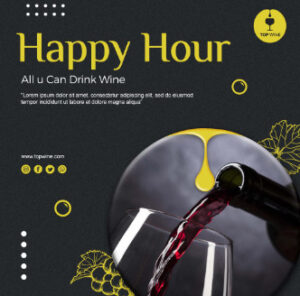 TOP WINE
Happy Hour
All u Can Drink Wine
"Lorem ipsum dolor sit amet, consectetur adipiscing elit, sed do eiusmod tempor incididunt ut labore et dolore magna aliqua"
www.topwine.com